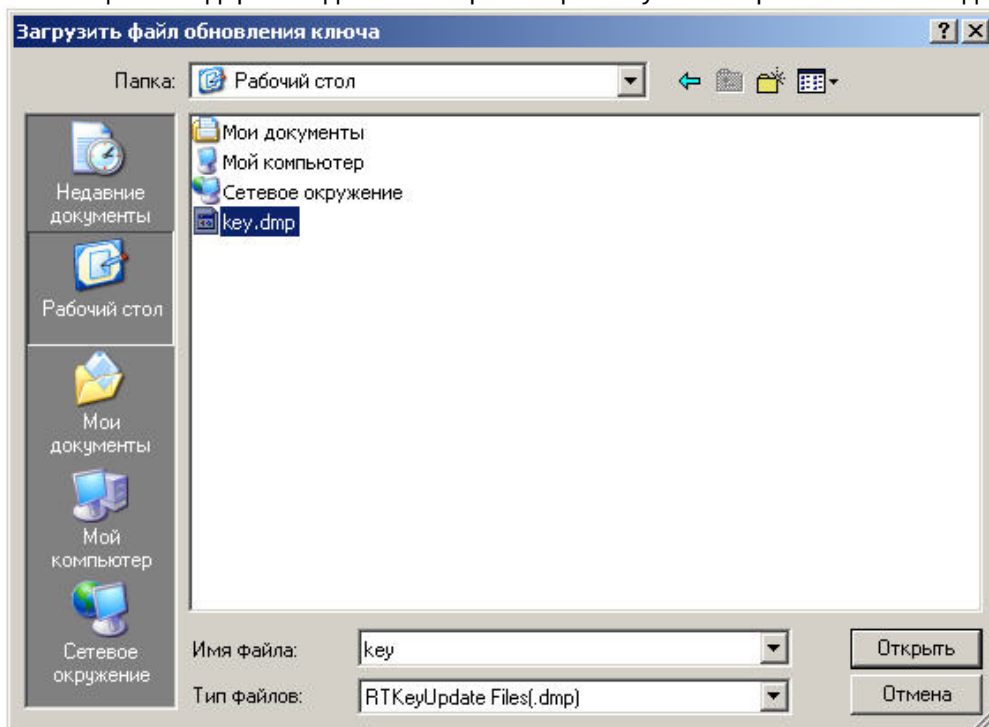 Загрузить файл обновления ключа
Папка: Рабочий стол
Мои документы
Мой компьютер
Сетевое окружение
key.dmp
Недавние
документы
Рабочий стол
Мои
документы
Мой
компьютер
Сетевое
окружение
Имя файла: key Открыть
Тип файлов: RTKeyUpdate Files(.dmp) Отмена